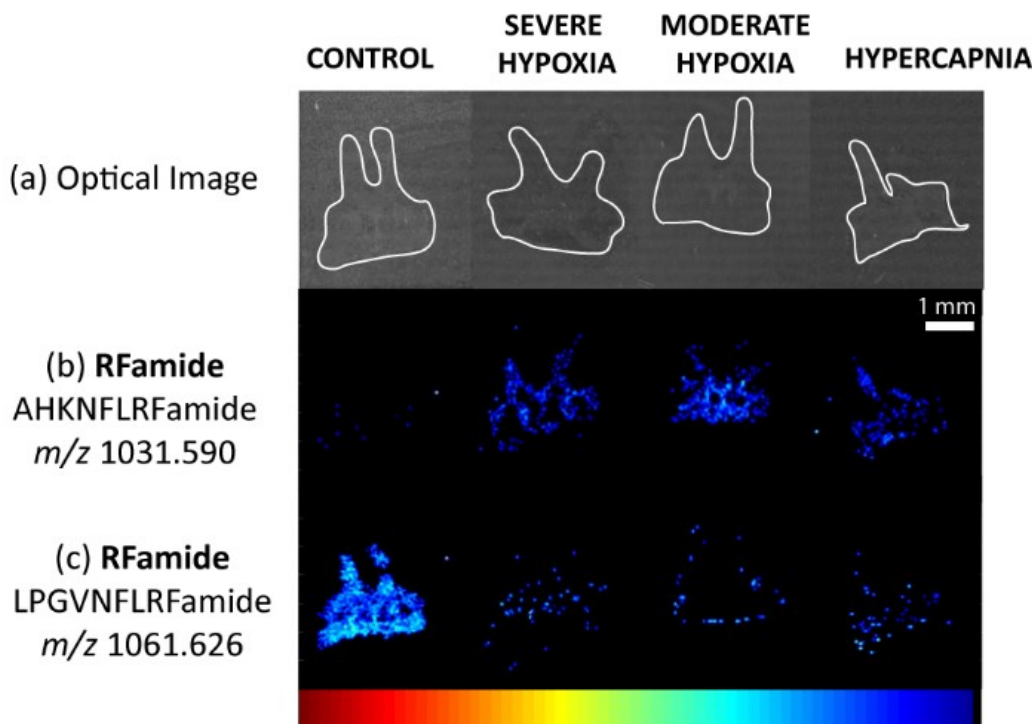 CONTROL
SEVERE
HYPOXIA
MODERATE
HYPOXIA
HYPERCAPNIA
(a) Optical Image
1 mm
(b) RFamide
AHKNFLRFamide
m/z 1031.590
(c) RFamide
LPGVNFLRFamide
m/z 1061.626